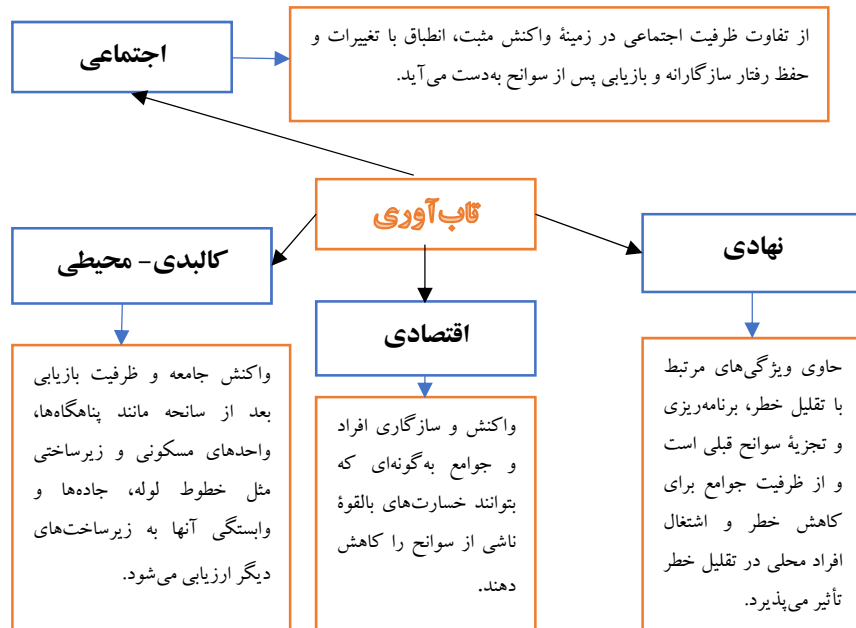 اجتماعی
از تفاوت ظرفیت اجتماعی در زمینۀ واکنش مثبت، انطباق با تغییرات و
حفظ رفتار سازگارانه و بازیابی پس از سوانح به‌دست می‌آید.
تاب‌آوری
نهادی
حاوی ویژگی‌های مرتبط
با تقلیل خطر، برنامه‌ریزی
و تجزیۀ سوانح قبلی است
و از ظرفیت جوامع برای
کاهش خطر و اشتغال
افراد محلی در تقلیل خطر
تأثیر می‌پذیرد.
اقتصادی
واکنش و سازگاری افراد
و جوامع به‌گونه‌ای که
بتوانند خسارت‌های بالقوۀ
ناشی از سوانح را کاهش
دهند.
کالبدی- محیطی
واکنش جامعه و ظرفیت بازیابی
بعد از سانحه مانند پناهگاه‌ها،
واحدهای مسکونی و زیرساختی
مثل خطوط لوله، جاده‌ها و
وابستگی آنها به زیرساخت‌های
دیگر ارزیابی می‌شود.